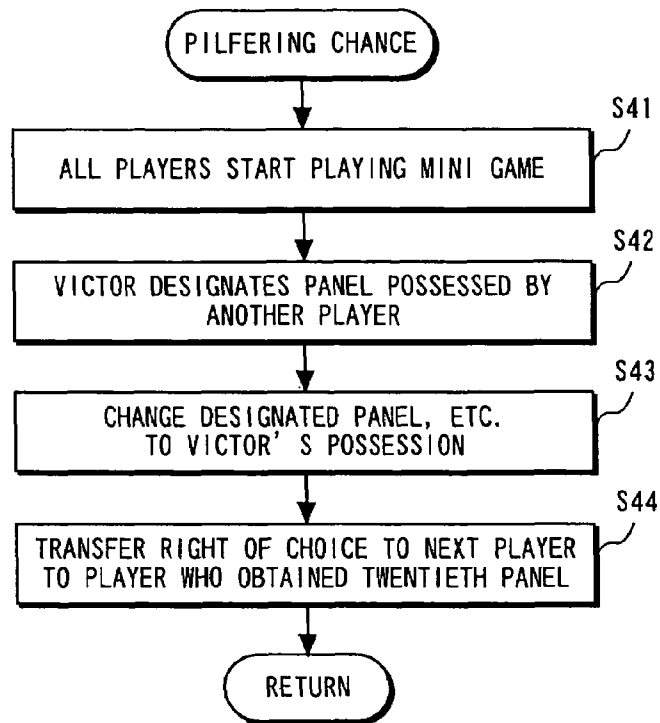 PILFERING CHANCE
S41
ALL PLAYERS START PLAYING MINI GAME
S42
VICTOR DESIGNATES PANEL POSSESSED BY
ANOTHER PLAYER
S43
CHANGE DESIGNATED PANEL, ETC.
TO VICTOR' S POSSESSION
S44
TRANSFER RIGHT OF CHOICE TO NEXT PLAYER
TO PLAYER WHO OBTAINED TWENTIETH PANEL
RETURN